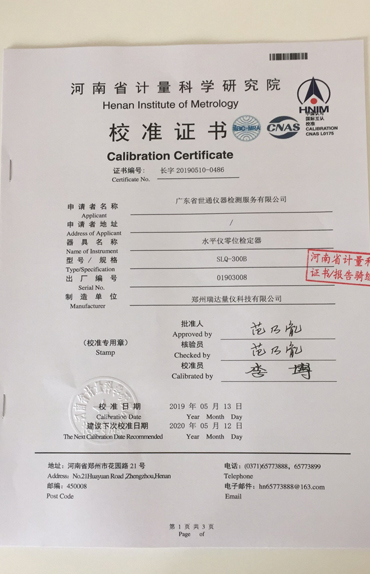 河南省计量科学研究院
Henan Institute of Metrology
HNIM
校准证书
ilac-MRA
CNAS
国际互认
校准
CALIBRATION
CNAS L5178
Calibration Certificate
证书编号: 长字 20190510-0486
Certificate No.
申请者名称 广东省世通仪器检测服务有限公司
Applicant
申请者地址 /
Address of Applicant
器具名称 水平仪零位检定器
Name of Instrument
型号/规格 SLQ-300B
Type/Specification
出厂编号 01903008
Serial No.
制造单位 郑州瑞达量仪科技有限公司
Manufacturer
河南省计量科
证书/报告骑缝
批准人
(校准专用章) Approved by
Stamp 核验员
Checked by
校准员
Calibrated by
校准日期 2019 年 05 月 13 日
Calibration Date Year Month Day
建议下次校准日期 2020 年 05 月 12 日
The Next Calibration Date Recommended Year Month Day
地址:河南省郑州市花园路 21 号 电话:(0371)65773888, 65773899
Address: No.21Huayuan Road ,Zhengzhou,Henan Telephone
邮编:450008 电子邮件:hn65773888@163.com
Post Code Email
第 1 页 共 3 页
Page of